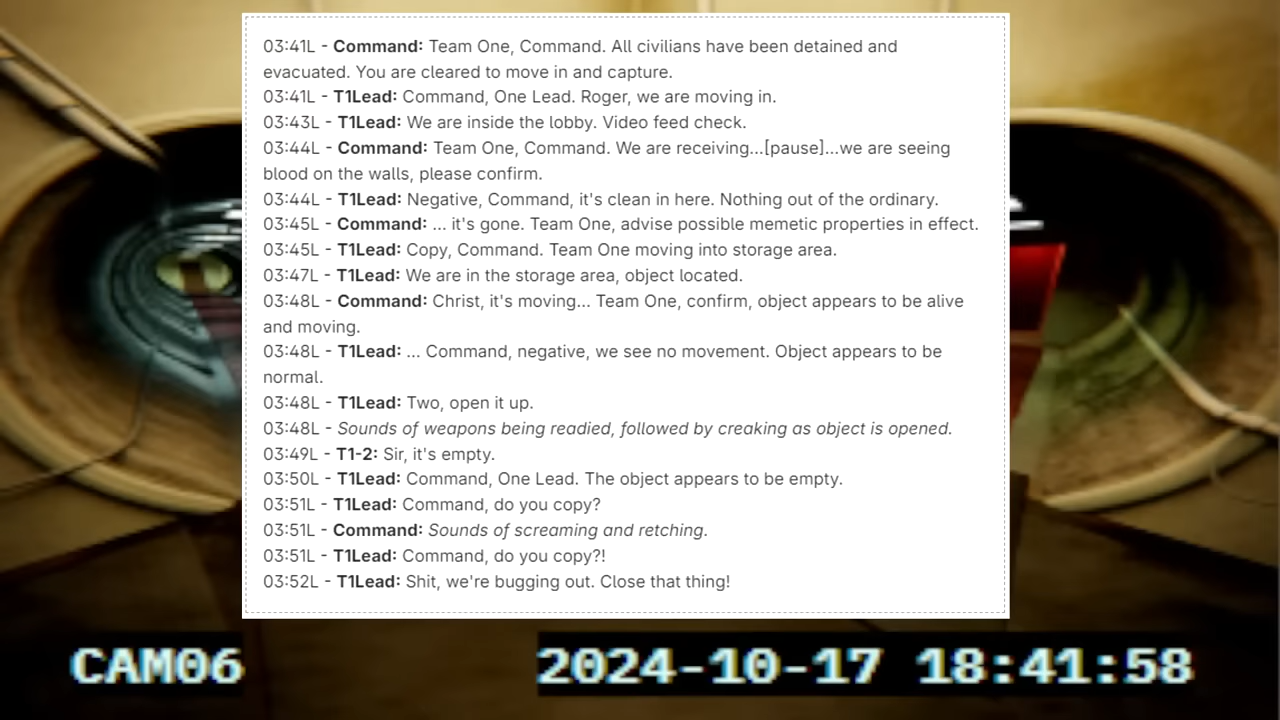 03:41L - Command: Team One, Command. All civilians have been detained and
evacuated. You are cleared to move in and capture.
03:41L - T1Lead: Command, One Lead. Roger, we are moving in.
03:43L - T1Lead: We are inside the lobby. Video feed check.
03:44L - Command: Team One, Command. We are receiving...[pause]...we are seeing
blood on the walls, please confirm.
03:44L - T1Lead: Negative, Command, it's clean in here. Nothing out of the ordinary.
03:45L - Command: ... it's gone. Team One, advise possible memetic properties in effect.
03:45L - T1Lead: Copy, Command. Team One moving into storage area.
03:47L - T1Lead: We are in the storage area, object located.
03:48L - Command: Christ, it's moving... Team One, confirm, object appears to be alive
and moving.
03:48L - T1Lead: ... Command, negative, we see no movement. Object appears to be
normal.
03:48L - T1Lead: Two, open it up.
03:48L - Sounds of weapons being readied, followed by creaking as object is opened.
03:49L - T1-2: Sir, it's empty.
03:50L - T1Lead: Command, One Lead. The object appears to be empty.
03:51L - T1Lead: Command, do you copy?
03:51L - Command: Sounds of screaming and retching.
03:51L - T1Lead: Command, do you copy?!
03:52L - T1Lead: Shit, we're bugging out. Close that thing!
CAM06 2024-10-17 18:41:58